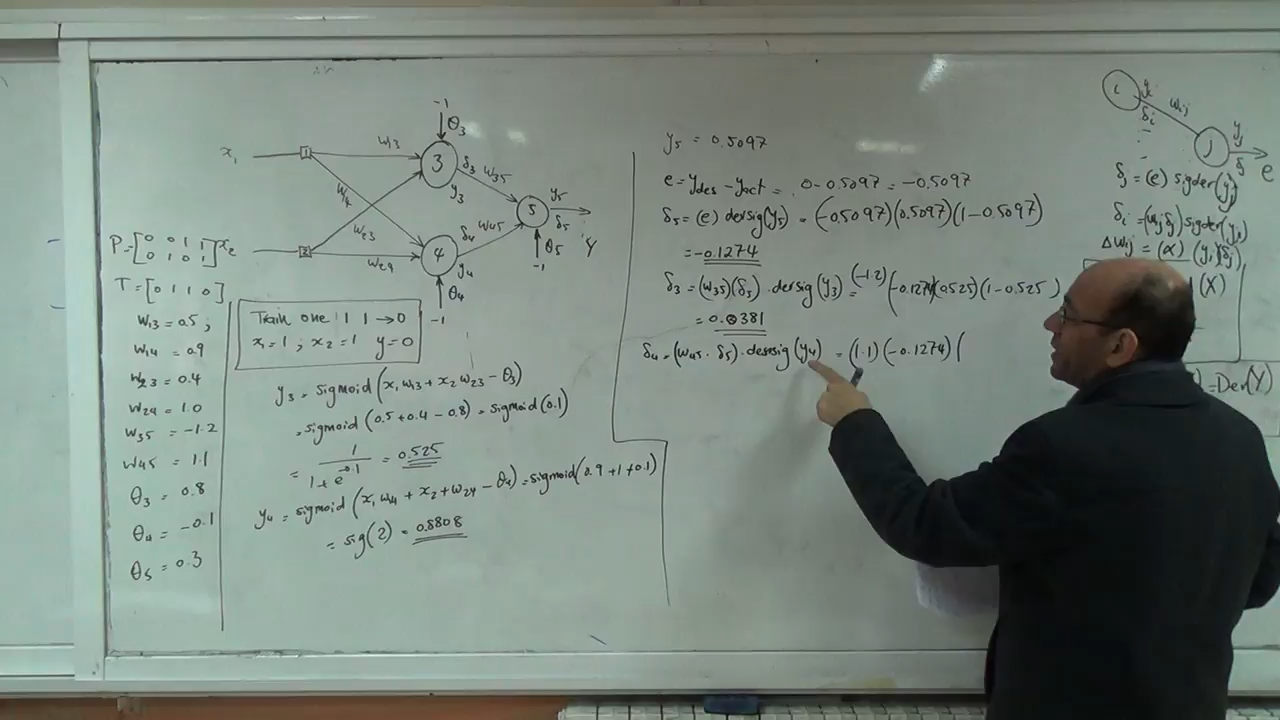 -1
θ3
x1
1
w13
3
δ3
w35
y3
w14
w23
y5
5
δ5
Y
θ5
-1
x2
2
w24
δ4
w45
4
y4
θ4
-1
P=[0 0 1 1
0 1 0 1]
T=[0 1 1 0]
w13=0.5;
w14=0.9
w23=0.4
w24=1.0
w35=-1.2
w45=1.1
θ3=0.8
θ4=-0.1
θ5=0.3
Train one: 1 1 →0
x1=1; x2=1 y=0
y3=sigmoid(x1w13+x2w23-θ3)
=sigmoid(0.5+0.4-0.8)=sigmoid(0.1)
=1/(1+e^-0.1)=0.525
y4=sigmoid(x1w14+x2+w24-θ4)=sigmoid(0.9+1+0.1)
=sig(2)=0.8808
y5=0.5097
e=ydes-yact=0-0.5097=-0.5097
δ5=(e)dersig(y5)=(-0.5097)(0.5097)(1-0.5097)
=-0.1274
δ3=(w35)(δ5).dersig(y3)=(-1.2)(-0.1274)(0.525)(1-0.525)
=0.0381
δ4=(w45.δ5).dersig(y4)=(1.1)(-0.1274)(
i
yi
δi
wij
j
yj
δj
e
δj=(e)sigder(yj)
δi=(wijδj)sigder(yi)
Δwij=(α)(yi)(δj)
(X)
)=Der(Y)